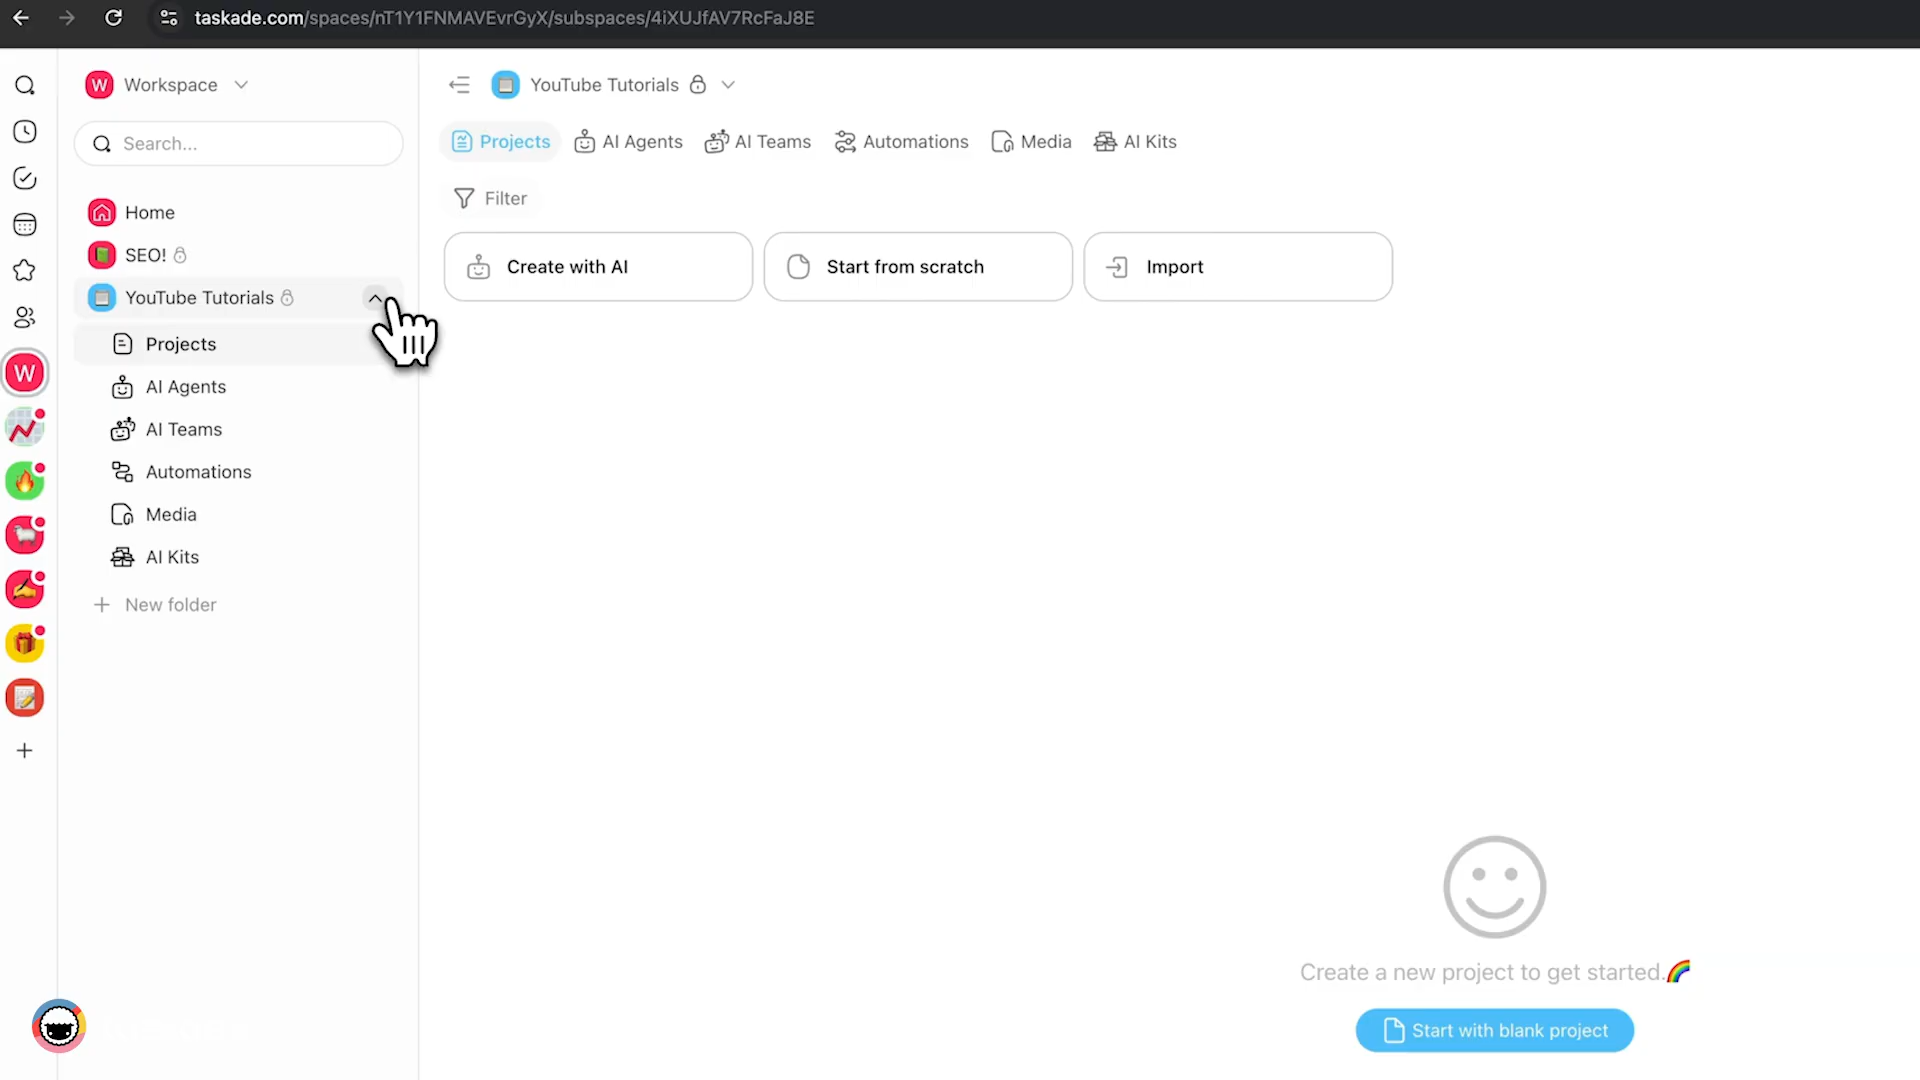 taskade.com/spaces/nT1Y1FNMAVEvrGyX/subspaces/4iXUJfAV7RcFaJ8E
W Workspace
Search...
Home
SEO!
YouTube Tutorials
Projects
AI Agents
AI Teams
Automations
Media
AI Kits
New folder
W
YouTube Tutorials
Projects AI Agents AI Teams Automations Media AI Kits
Filter
Create with AI Start from scratch Import
Create a new project to get started.🌈
Start with blank project